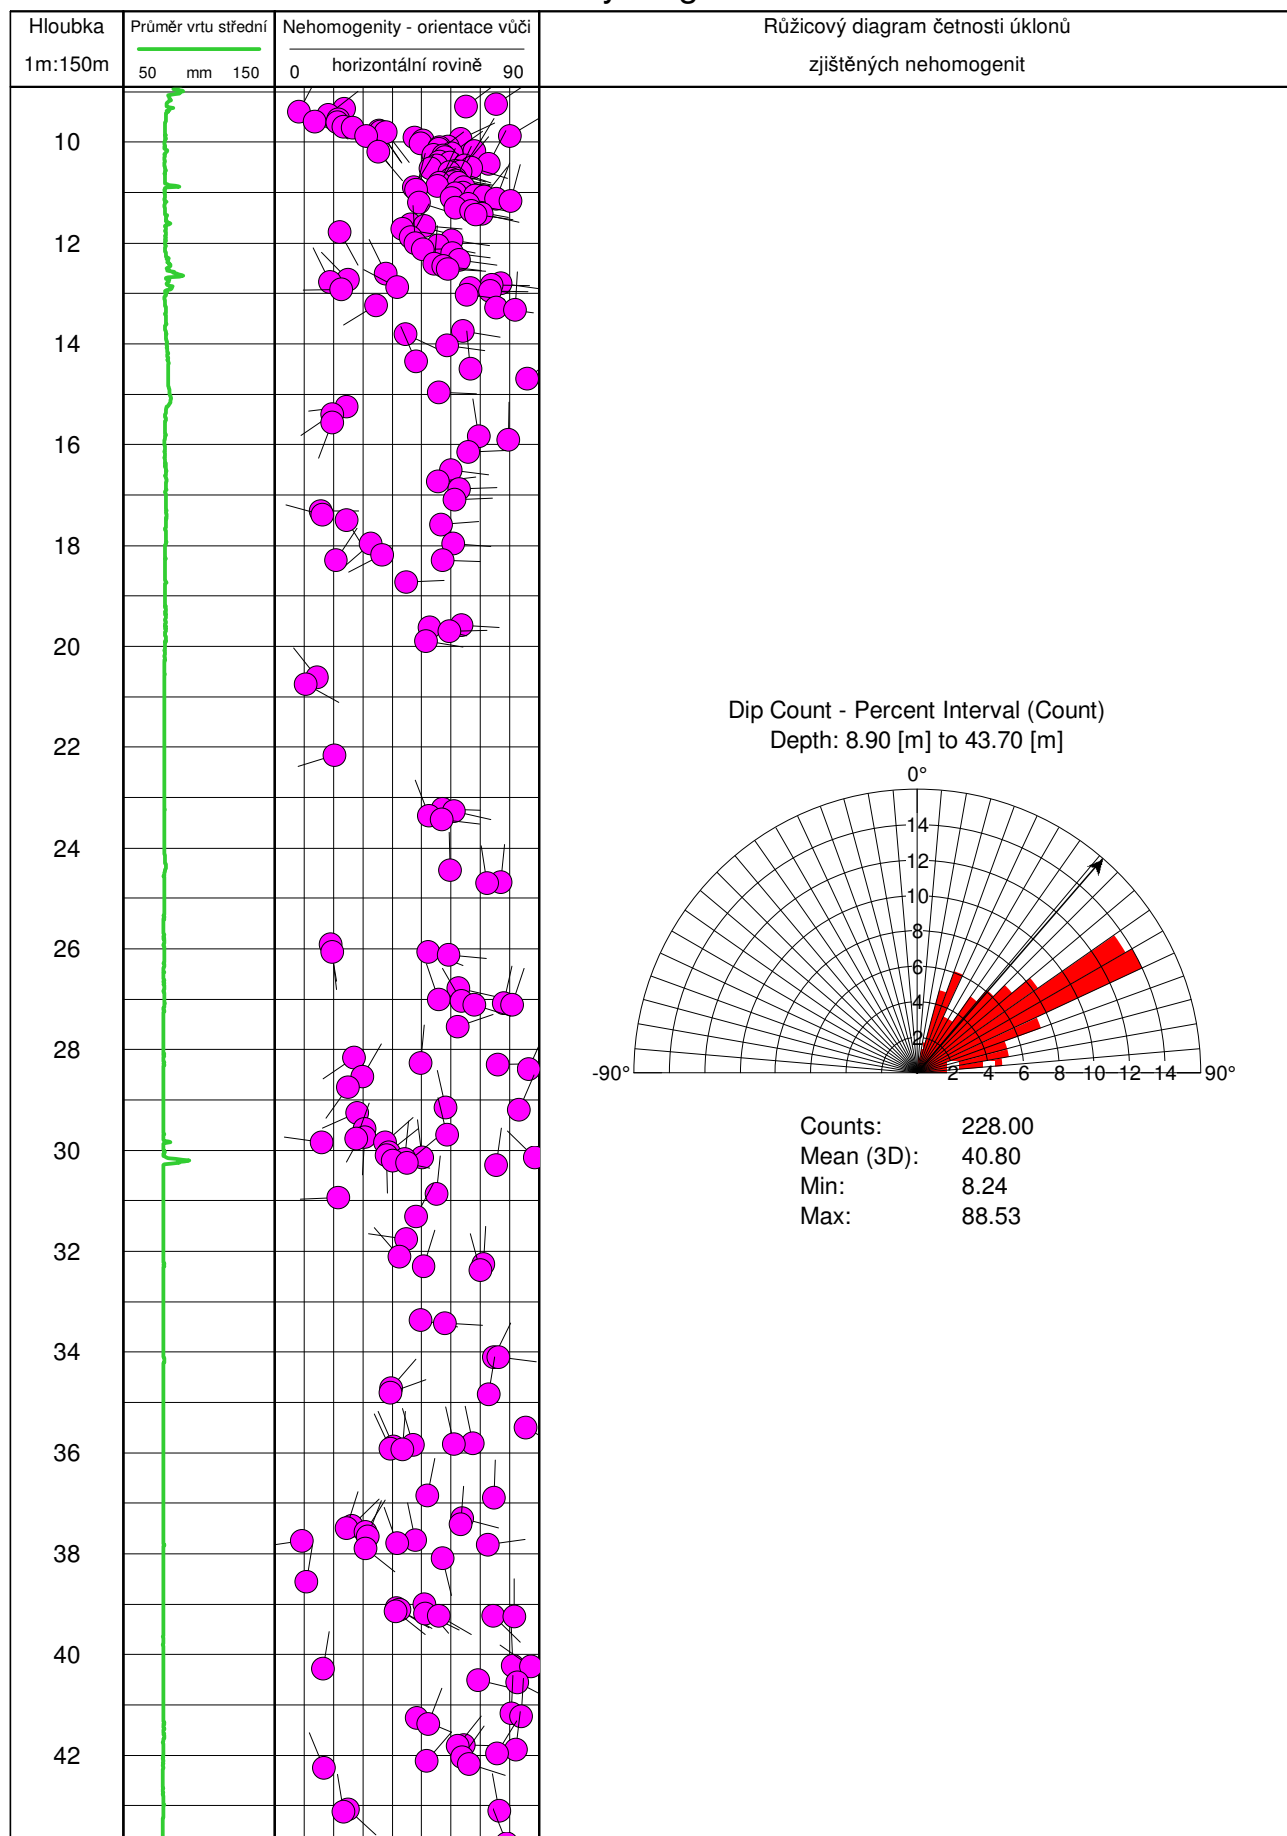 Hloubka
1m:150m
Průměr vrtu střední
50 mm 150
Nehomogenity - orientace vůči
horizontální rovině
0 90
Růžicový diagram četnosti úklonů
zjištěných nehomogenit
10
12
14
16
18
20
22
24
26
28
30
32
34
36
38
40
42
Dip Count - Percent Interval (Count)
Depth: 8.90 [m] to 43.70 [m]
0°
14
12
10
8
6
4
2
-90° 2 4 6 8 10 12 14 90°
Counts: 228.00
Mean (3D): 40.80
Min: 8.24
Max: 88.53